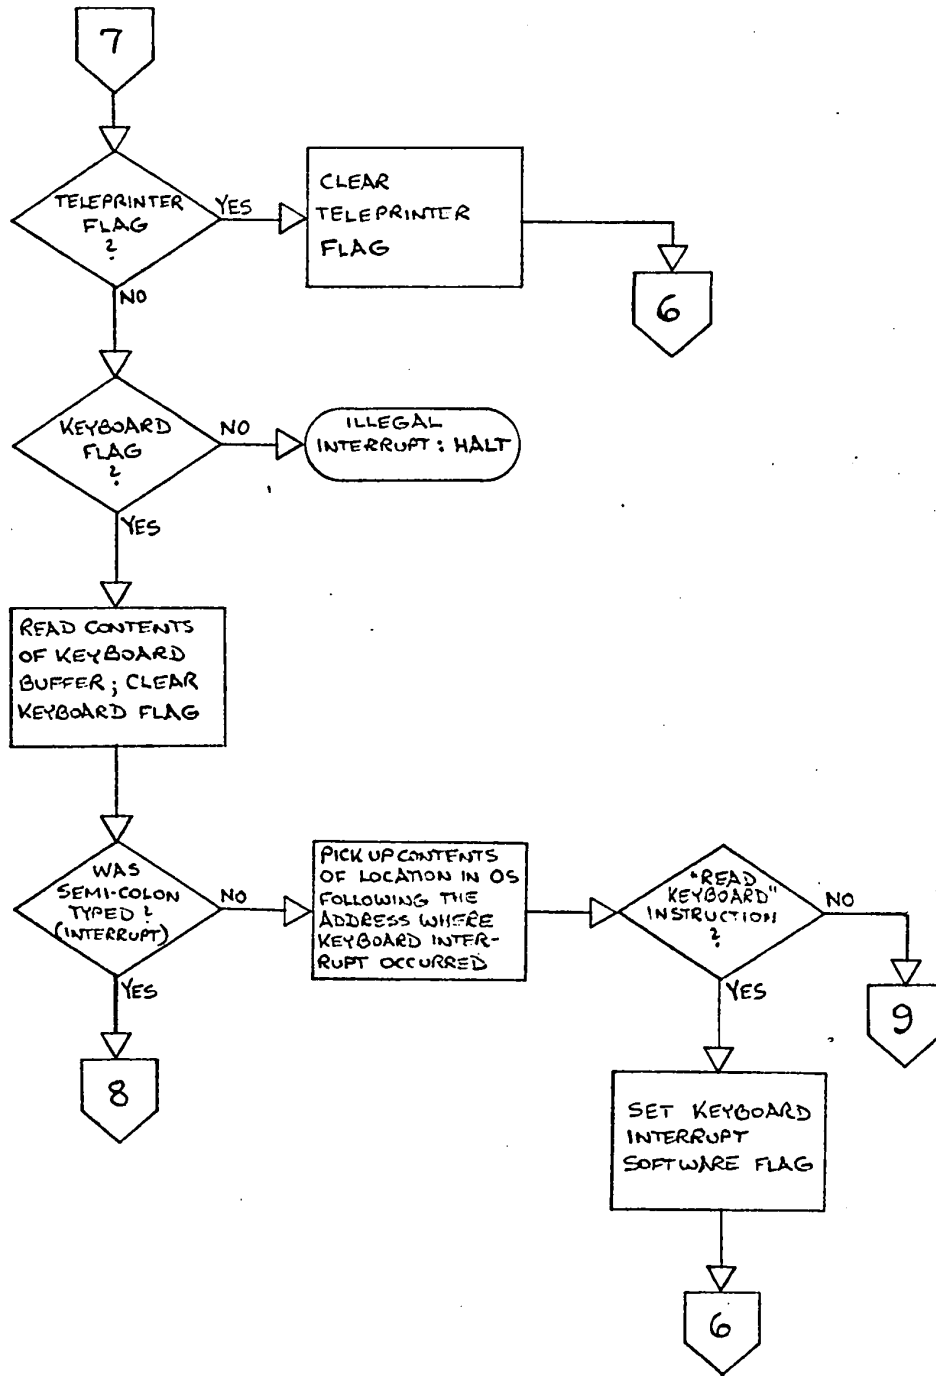 7
TELEPRINTER
FLAG
?
YES
CLEAR
TELEPRINTER
FLAG
6
NO
KEYBOARD
FLAG
?
NO
ILLEGAL
INTERRUPT: HALT
YES
READ CONTENTS
OF KEYBOARD
BUFFER; CLEAR
KEYBOARD FLAG
WAS
SEMI-COLON
TYPED ?
(INTERRUPT)
NO
PICK UP CONTENTS
OF LOCATION IN OS
FOLLOWING THE
ADDRESS WHERE
KEYBOARD INTER-
RUPT OCCURRED
"READ
KEYBOARD"
INSTRUCTION
?
NO
9
YES
8
YES
SET KEYBOARD
INTERRUPT
SOFTWARE FLAG
6